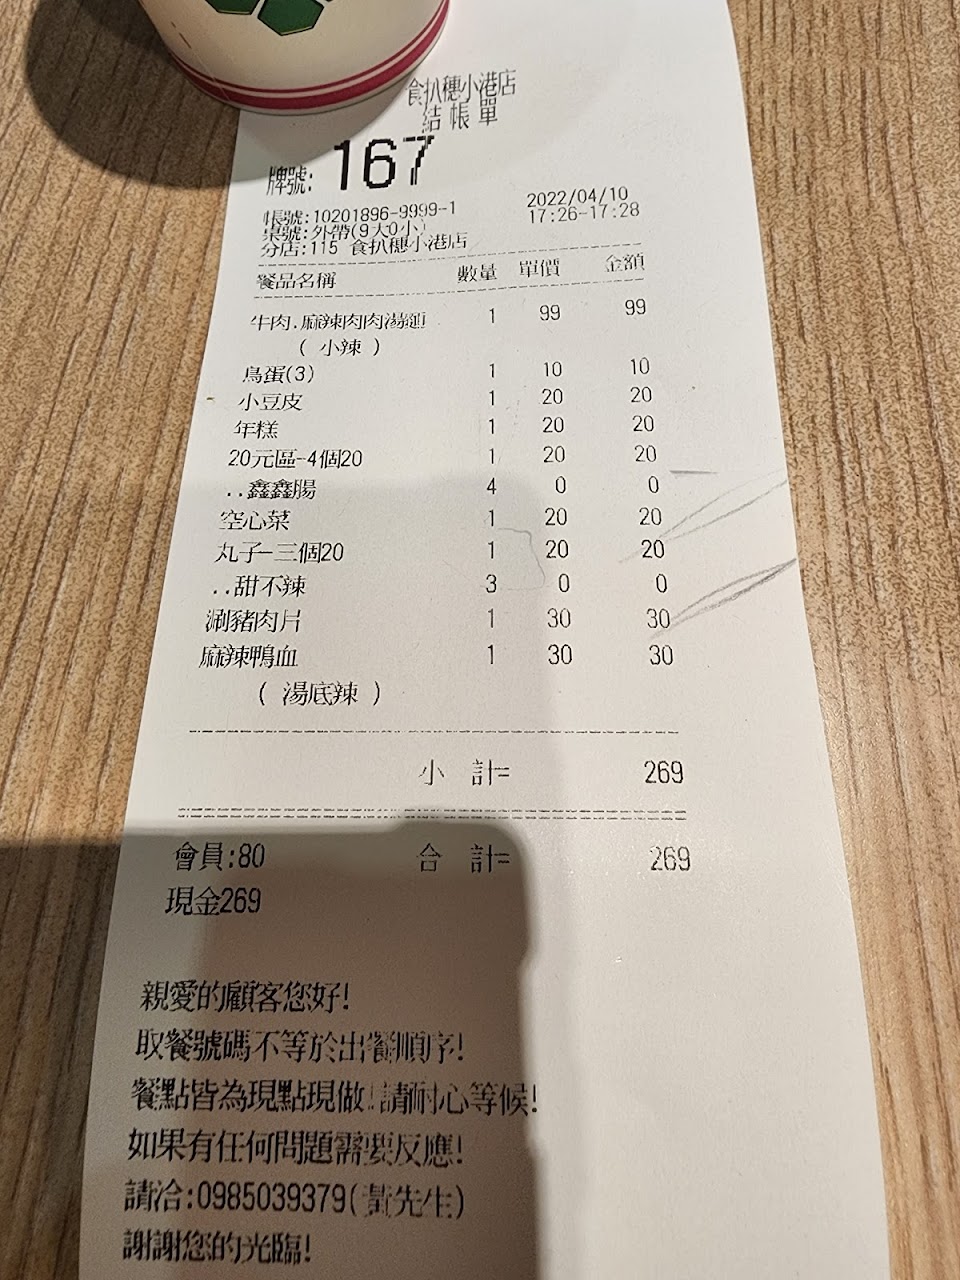 食扒穗小港店
結帳單
牌號: 167
帳號:10201896-9999-1 2022/04/10
桌號:外帶(9大0小) 17:26-17:28
分店:115 食扒穗小港店
餐品名稱 數量 單價 金額
牛肉.麻辣肉肉湯麵 1 99 99
( 小辣 )
鳥蛋(3) 1 10 10
小豆皮 1 20 20
年糕 1 20 20
20元區-4個20 1 20 20
..鑫鑫腸 4 0 0
空心菜 1 20 20
丸子-三個20 1 20 20
..甜不辣 3 0 0
涮豬肉片 1 30 30
麻辣鴨血 1 30 30
( 湯底辣 )
小 計= 269
會員:80 合 計= 269
現金269
親愛的顧客您好!
取餐號碼不等於出餐順序!
餐點皆為現點現做!請耐心等候!
如果有任何問題需要反應!
請洽:0985039379(黃先生)
謝謝您的光臨!